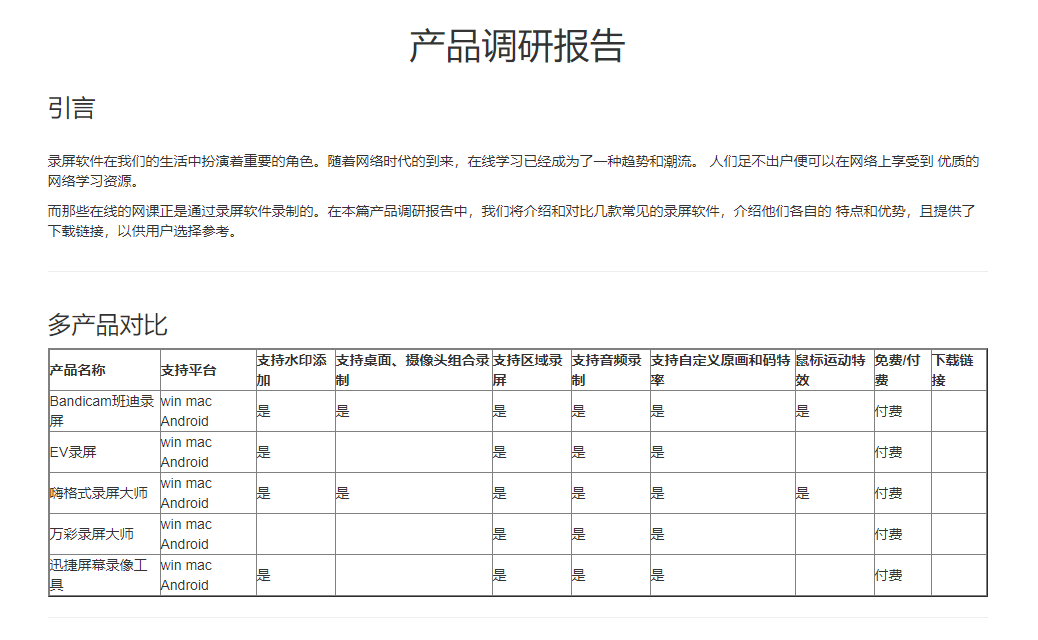 产品调研报告
引言
录屏软件在我们的生活中扮演着重要的角色。随着网络时代的到来，在线学习已经成为了一种趋势和潮流。 人们足不出户便可以在网络上享受到 优质的
网络学习资源。
而那些在线的网课正是通过录屏软件录制的。在本篇产品调研报告中，我们将介绍和对比几款常见的录屏软件，介绍他们各自的 特点和优势，且提供了
下载链接，以供用户选择参考。
多产品对比
产品名称 支持平台 支持水印添加 支持桌面、摄像头组合录制 支持区域录屏 支持音频录制 支持自定义原画和码特率 鼠标运动特效 免费/付费 下载链接
Bandicam班迪录屏 win mac Android 是 是 是 是 是 是 付费
EV录屏 win mac Android 是 是 是 是 付费
嗨格式录屏大师 win mac Android 是 是 是 是 是 是 付费
万彩录屏大师 win mac Android 是 是 是 付费
迅捷屏幕录像工具 win mac Android 是 是 是 是 付费